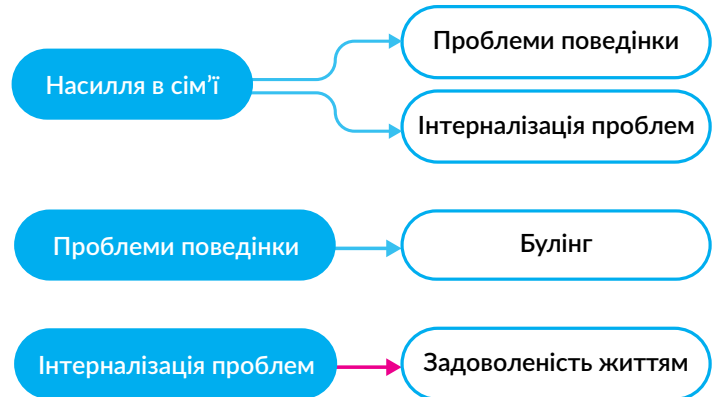 Насилля в сім’ї
Проблеми поведінки
Інтерналізація проблем
Проблеми поведінки
Булінг
Інтерналізація проблем
Задоволеність життям